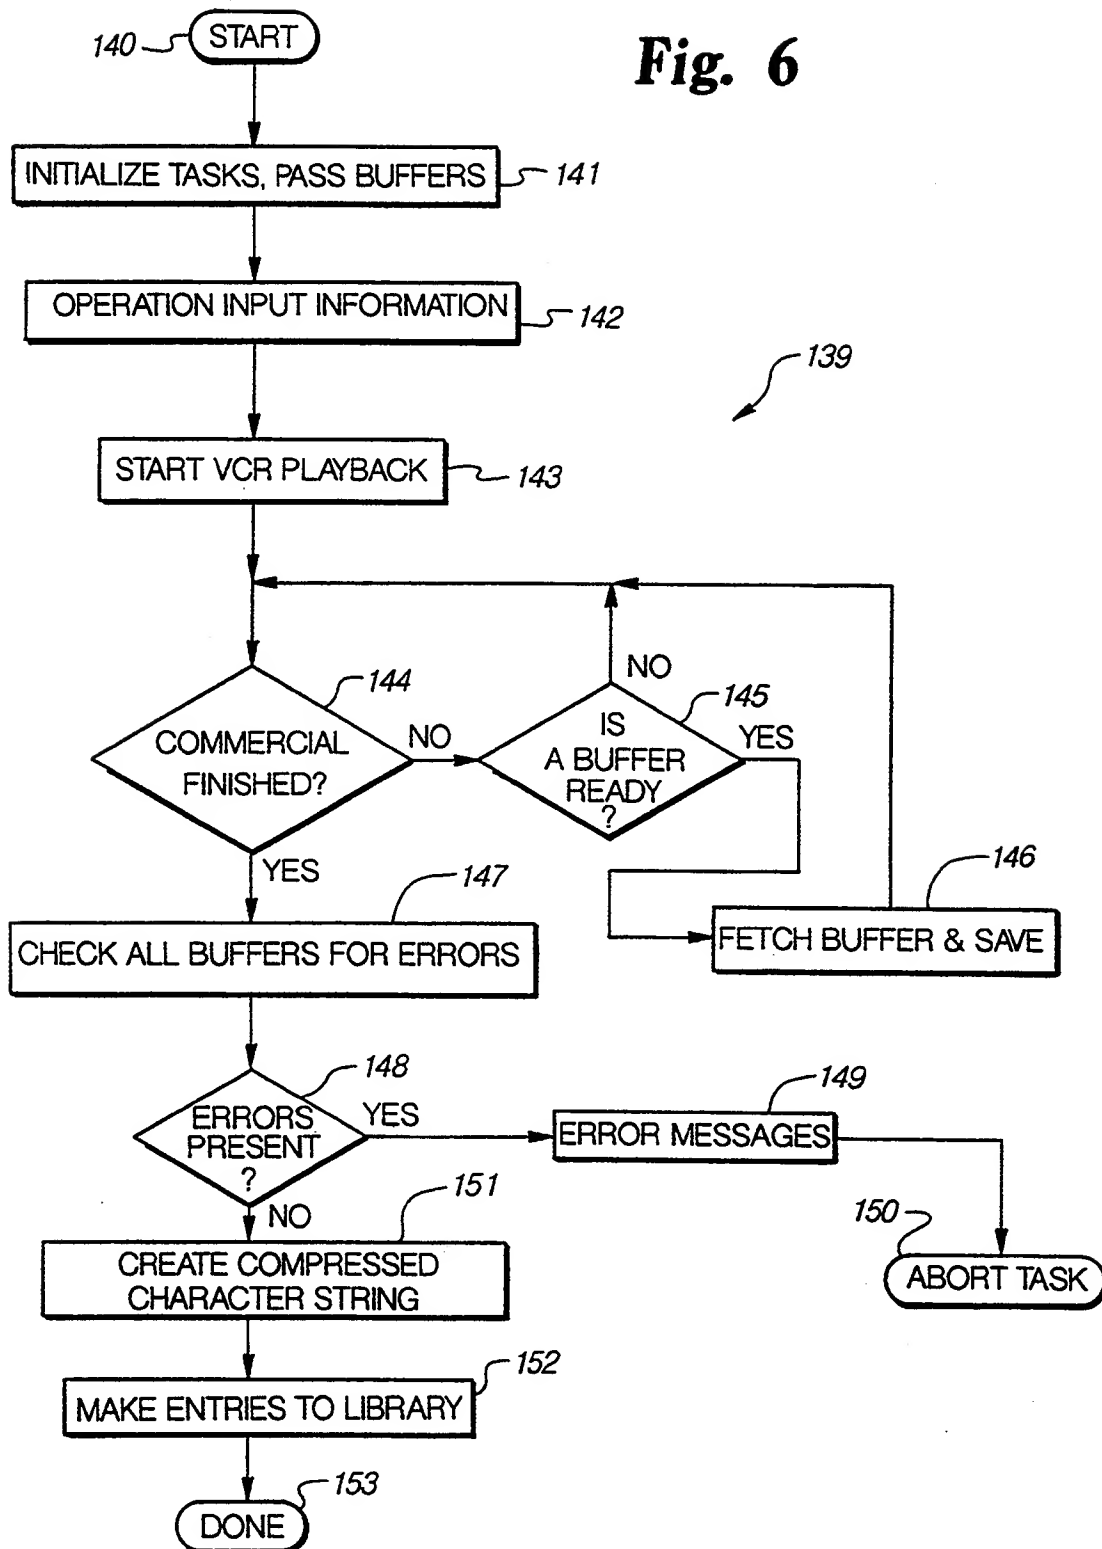 Fig. 6
140
START
INITIALIZE TASKS, PASS BUFFERS
141
OPERATION INPUT INFORMATION
142
139
START VCR PLAYBACK
143
144
COMMERCIAL
FINISHED?
NO
YES
145
NO
IS
A BUFFER
READY
?
YES
146
FETCH BUFFER & SAVE
147
CHECK ALL BUFFERS FOR ERRORS
148
ERRORS
PRESENT
?
YES
NO
149
ERROR MESSAGES
150
ABORT TASK
151
CREATE COMPRESSED
CHARACTER STRING
152
MAKE ENTRIES TO LIBRARY
153
DONE